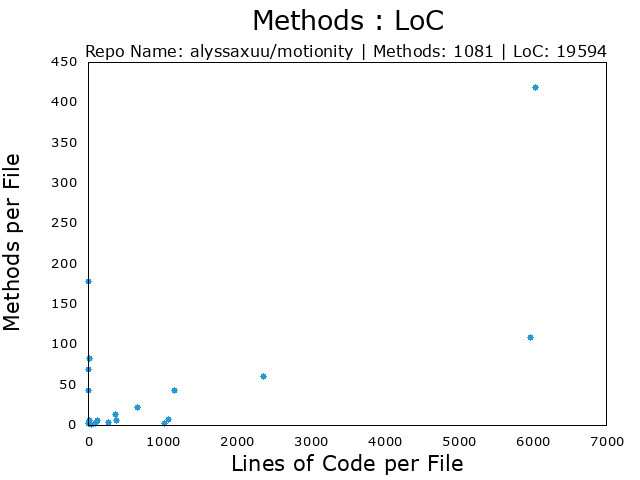 Methods : LoC
Repo Name: alyssaxuu/motionity | Methods: 1081 | LoC: 19594
Methods per File
450
400
350
300
250
200
150
100
50
0
0 1000 2000 3000 4000 5000 6000 7000
Lines of Code per File